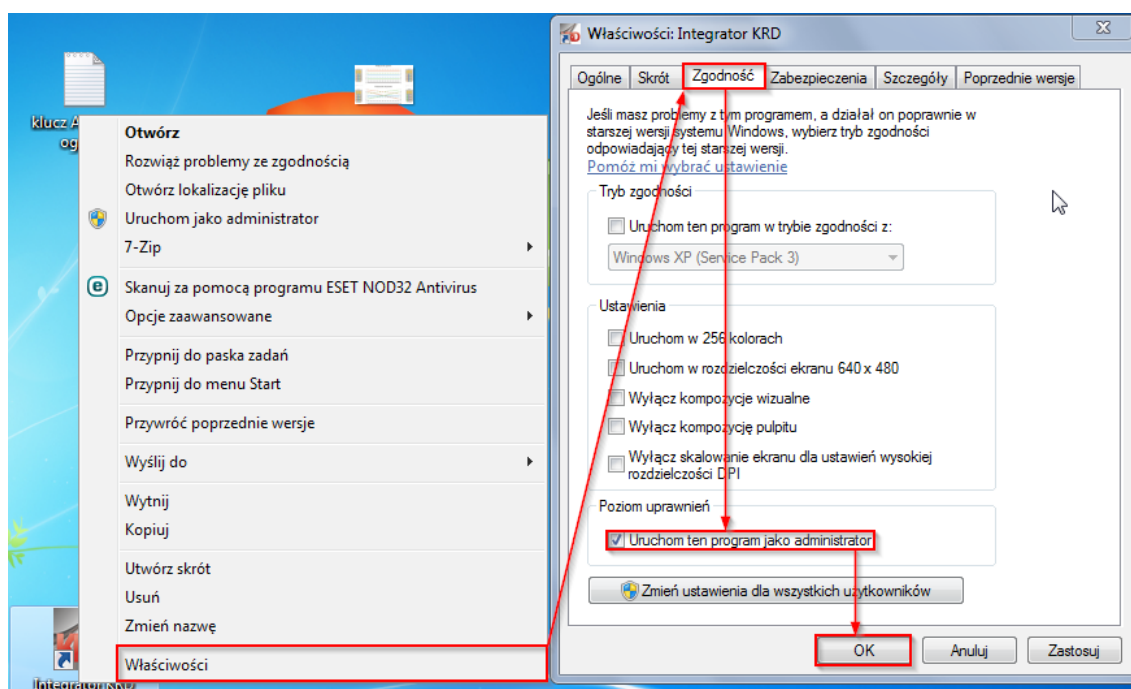 klucz A
og
Otwórz
Rozwiąż problemy ze zgodnością
Otwórz lokalizację pliku
Uruchom jako administrator
7-Zip
Skanuj za pomocą programu ESET NOD32 Antivirus
Opcje zaawansowane
Przypnij do paska zadań
Przypnij do menu Start
Przywróć poprzednie wersje
Wyślij do
Wytnij
Kopiuj
Utwórz skrót
Usuń
Zmień nazwę
Właściwości
Integrator KRD
Właściwości: Integrator KRD
Ogólne Skrót Zgodność Zabezpieczenia Szczegóły Poprzednie wersje
Jeśli masz problemy z tym programem, a działał on poprawnie w
starszej wersji systemu Windows, wybierz tryb zgodności
odpowiadający tej starszej wersji.
Pomóż mi wybrać ustawienie
Tryb zgodności
Uruchom ten program w trybie zgodności z:
Windows XP (Service Pack 3)
Ustawienia
Uruchom w 256 kolorach
Uruchom w rozdzielczości ekranu 640 x 480
Wyłącz kompozycje wizualne
Wyłącz kompozycję pulpitu
Wyłącz skalowanie ekranu dla ustawień wysokiej
rozdzielczości DPI
Poziom uprawnień
Uruchom ten program jako administrator
Zmień ustawienia dla wszystkich użytkowników
OK Anuluj Zastosuj